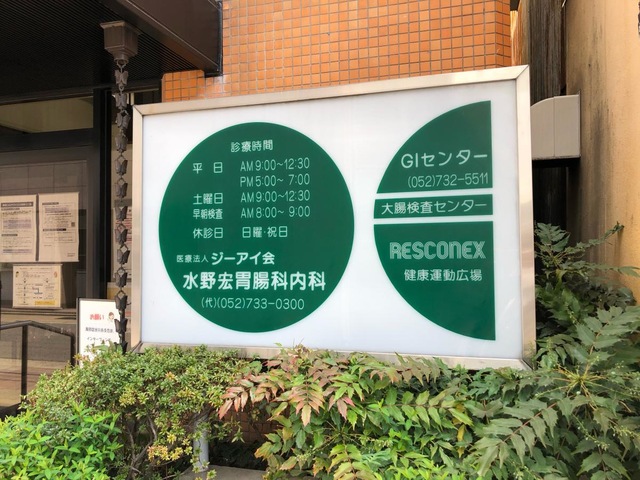 診療時間
平 日 AM9:00~12:30
PM5:00~ 7:00
土曜日 AM9:00~12:30
早朝検査 AM8:00~ 9:00
休診日 日曜・祝日
医療法人 ジーアイ会
水野宏胃腸科内科
(代)(052)733-0300
GIセンター
(052)732-5511
大腸検査センター
RESCONEX
健康運動広場
お願い